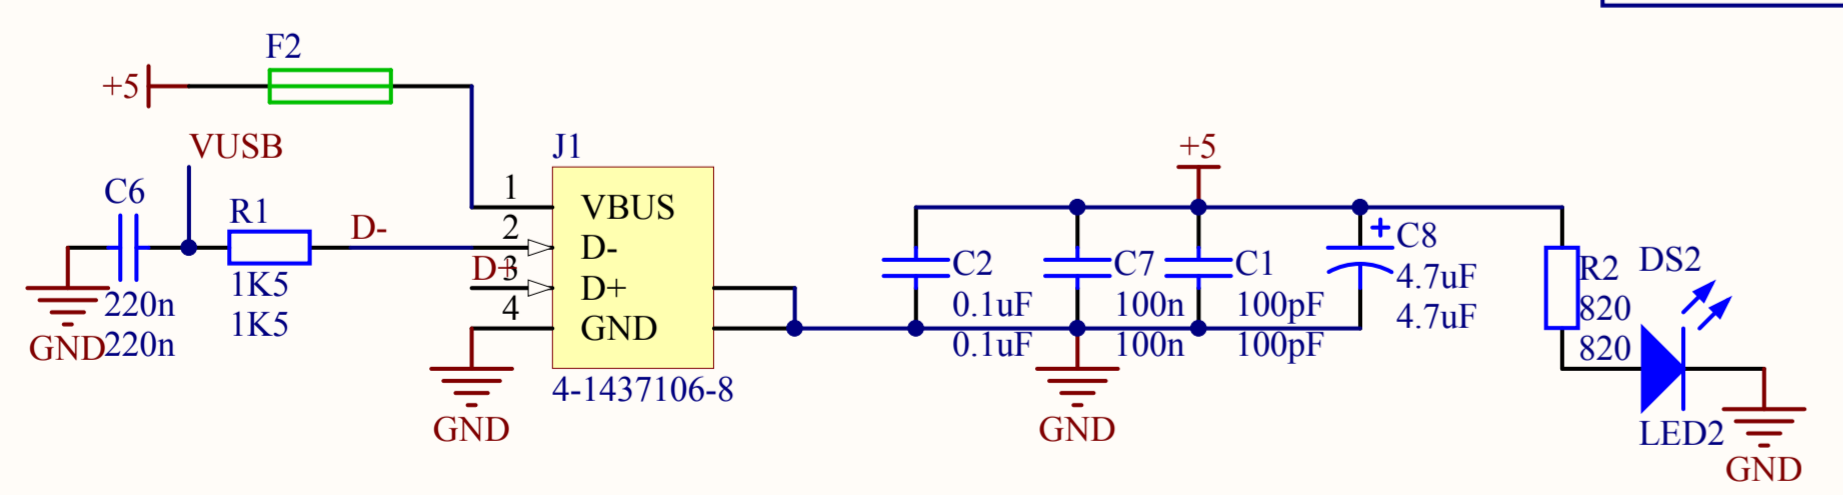 F2
+5
VUSB
C6
220n
220n
GND
R1
1K5
1K5
D-
D+
J1
1
2
3
4
VBUS
D-
D+
GND
4-1437106-8
GND
+5
C2
0.1uF
0.1uF
C7
100n
100n
C1
100pF
100pF
+
C8
4.7uF
4.7uF
GND
R2
820
820
DS2
LED2
GND